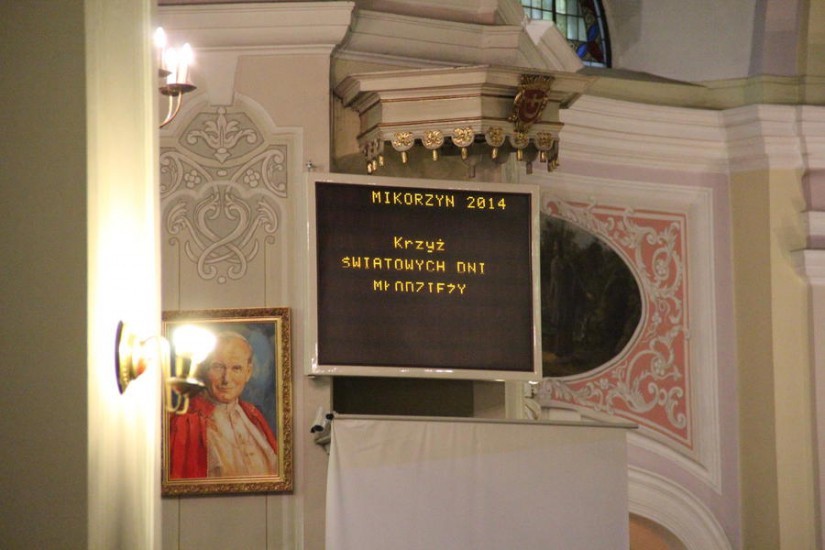 MIKORZYN 2014
Krzyż
ŚWIATOWYCH DNI
MŁODZIEŻY